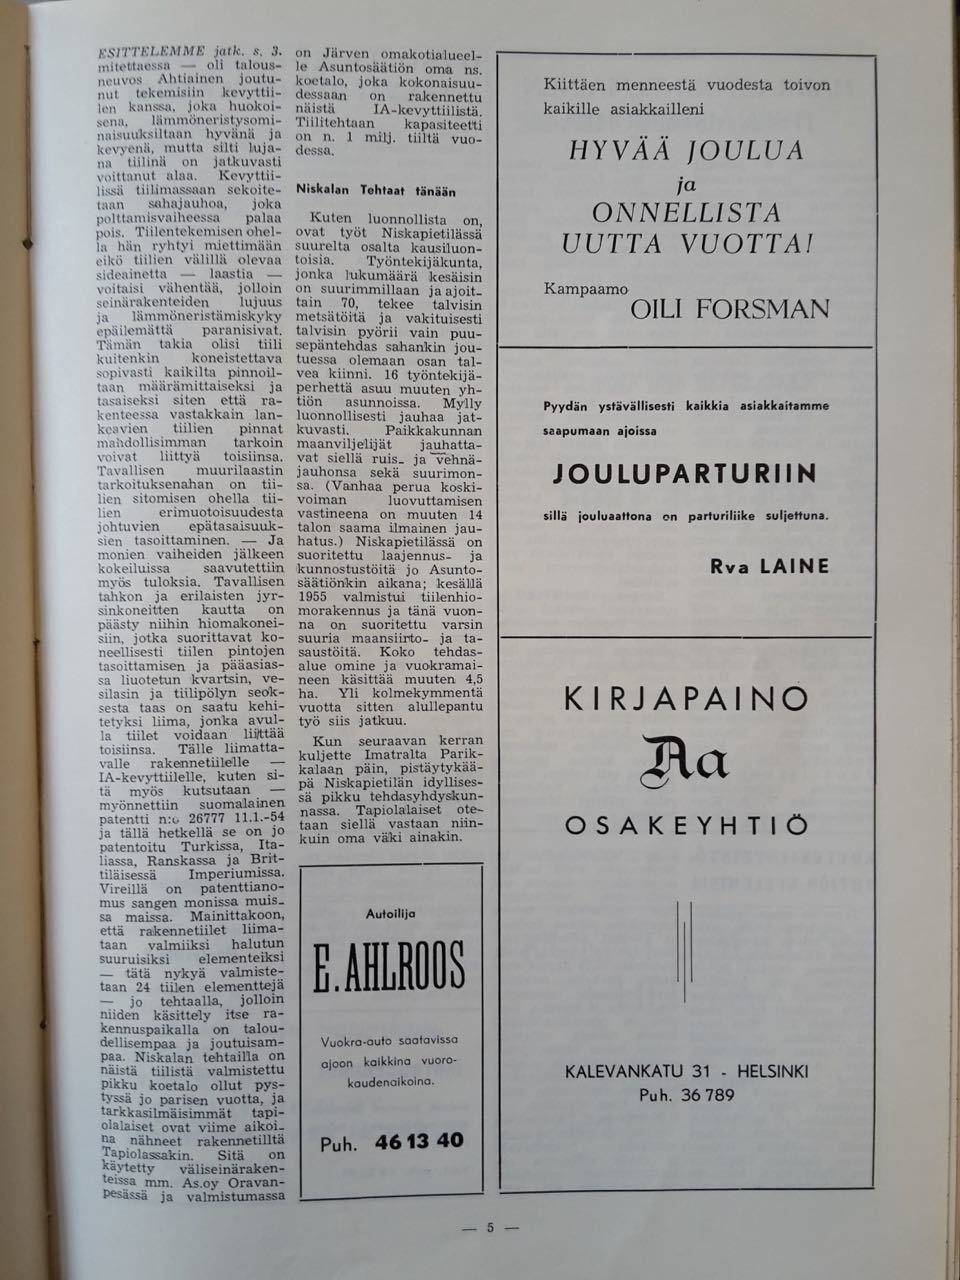 ESITTELEMME jatk. s. 3.
mitettaessa — oli talous-
neuvos Ahtiainen joutu-
nut tekemisiin kevyttii-
len kanssa, joka huokoi-
sena, lämmöneristysomi-
naisuuksiltaan hyvänä ja
kevyenä, mutta silti luja-
na tiilinä on jatkuvasti
voittanut alaa. Kevyttii-
lissä tiilimassaan sekoite-
taan sahajauhoa, joka
polttamisvaiheessa palaa
pois. Tiilentekemisen ohel-
la hän ryhtyi miettimään
eikö tiilien välillä olevaa
sideainetta — laastia —
voitaisi vähentää, jolloin
seinärakenteiden lujuus
ja lämmöneristämiskyky
epäilemättä paranisivat.
Tämän takia olisi tiili
kuitenkin koneistettava
sopivasti kaikilta pinnoil-
taan määrämittaiseksi ja
tasaiseksi siten että ra-
kenteessa vastakkain lan-
keavien tiilien pinnat
mahdollisimman tarkoin
voivat liittyä toisiinsa.
Tavallisen muurilaastin
tarkoituksenahan on tii-
lien sitomisen ohella tii-
lien erimuotoisuudesta
johtuvien epätasaisuuk-
sien tasoittaminen. — Ja
monien vaiheiden jälkeen
kokeiluissa saavutettiin
myös tuloksia. Tavallisen
tahkon ja erilaisten jyr-
sinkoneitten kautta on
päästy niihin hiomakonei-
siin, jotka suorittavat ko-
neellisesti tiilen pintojen
tasoittamisen ja pääasias-
sa liuotetun kvartsin, ve-
silasin ja tiilipölyn seok-
sesta taas on saatu kehi-
tetyksi liima, jonka avul-
la tiilet voidaan liittää
toisiinsa. Tälle liimatta-
valle rakennetiilelle —
IA-kevyttiilelle, kuten si-
tä myös kutsutaan —
myönnettiin suomalainen
patentti n:o 26777 11.1.-54
ja tällä hetkellä se on jo
patentoitu Turkissa, Ita-
liassa, Ranskassa ja Brit-
tiläisessä Imperiumissa.
Vireillä on patenttiano-
mus sangen monissa muis-
sa maissa. Mainittakoon,
että rakennetiilet liima-
taan valmiiksi halutun
suuruisiksi elementeiksi
— tätä nykyä valmiste-
taan 24 tiilen elementtejä
— jo tehtaalla, jolloin
niiden käsittely itse ra-
kennuspaikalla on talou-
dellisempaa ja joutuisam-
paa. Niskalan tehtailla on
näistä tiilistä valmistettu
pikku koetalo ollut pys-
tyssä jo parisen vuotta, ja
tarkkasilmäisimmät tapi-
olalaiset ovat viime aikoi-
na nähneet rakennetilltä
Tapiolassakin. Sitä on
käytetty väliseinäraken-
teissa mm. As.oy Oravan-
pesässä ja valmistumassa
on Järven omakotialueel-
le Asuntosäätiön oma ns.
koetalo, joka kokonaisuu-
dessaan on rakennettu
näistä IA-kevyttiilistä.
Tiilitehtaan kapasiteetti
on n. 1 milj. tiiltä vuo-
dessa.
Niskalan Tehtaat tänään
Kuten luonnollista on,
ovat työt Niskapietilässä
suurelta osalta kausiluon-
toisia. Työntekijäkunta,
jonka lukumäärä kesäisin
on suurimmillaan ja ajoit-
tain 70, tekee talvisin
metsätöitä ja vakituisesti
talvisin pyörii vain puu-
sepäntehdas sahankin jou-
tuessa olemaan osan tal-
vea kiinni. 16 työntekijä-
perhettä asuu muuten yh-
tiön asunnoissa. Mylly
luonnollisesti jauhaa jat-
kuvasti. Paikkakunnan
maanviljelijät jauhatta-
vat siellä ruis- ja vehnä-
jauhonsa sekä suurimon-
sa. (Vanhaa perua koski-
voiman luovuttamisen
vastineena on muuten 14
talon saama ilmainen jau-
hatus.) Niskapietilässä on
suoritettu laajennus- ja
kunnostustöitä jo Asunto-
säätiönkin aikana; kesällä
1955 valmistui tiilenhio-
morakennus ja tänä vuon-
na on suoritettu varsin
suuria maansiirto- ja ta-
saustöitä. Koko tehdas-
alue omine ja vuokramai-
neen käsittää muuten 4,5
ha. Yli kolmekymmentä
vuotta sitten alullepantu
työ siis jatkuu.
Kun seuraavan kerran
kuljette Imatralta Parik-
kalaan päin, pistäytykää-
pä Niskapietilän idyllises-
sä pikku tehdasyhdyskun-
nassa. Tapiolalaiset ote-
taan siellä vastaan niin-
kuin oma väki ainakin.
Autoilija
E. AHLROOS
Vuokra-auto saatavissa
ajoon kaikkina vuoro-
kaudenaikoina.
Puh. 46 13 40
Kiittäen menneestä vuodesta toivon
kaikille asiakkailleni
HYVÄÄ JOULUA
ja
ONNELLISTA
UUTTA VUOTTA!
Kampaamo
OILI FORSMAN
Pyydän ystävällisesti kaikkia asiakkaitamme
saapumaan ajoissa
JOULUPARTURIIN
sillä jouluaattona on parturiliike suljettuna.
Rva LAINE
KIRJAPAINO
Aa
OSAKEYHTIÖ
KALEVANKATU 31 - HELSINKI
Puh. 36 789
— 5 —